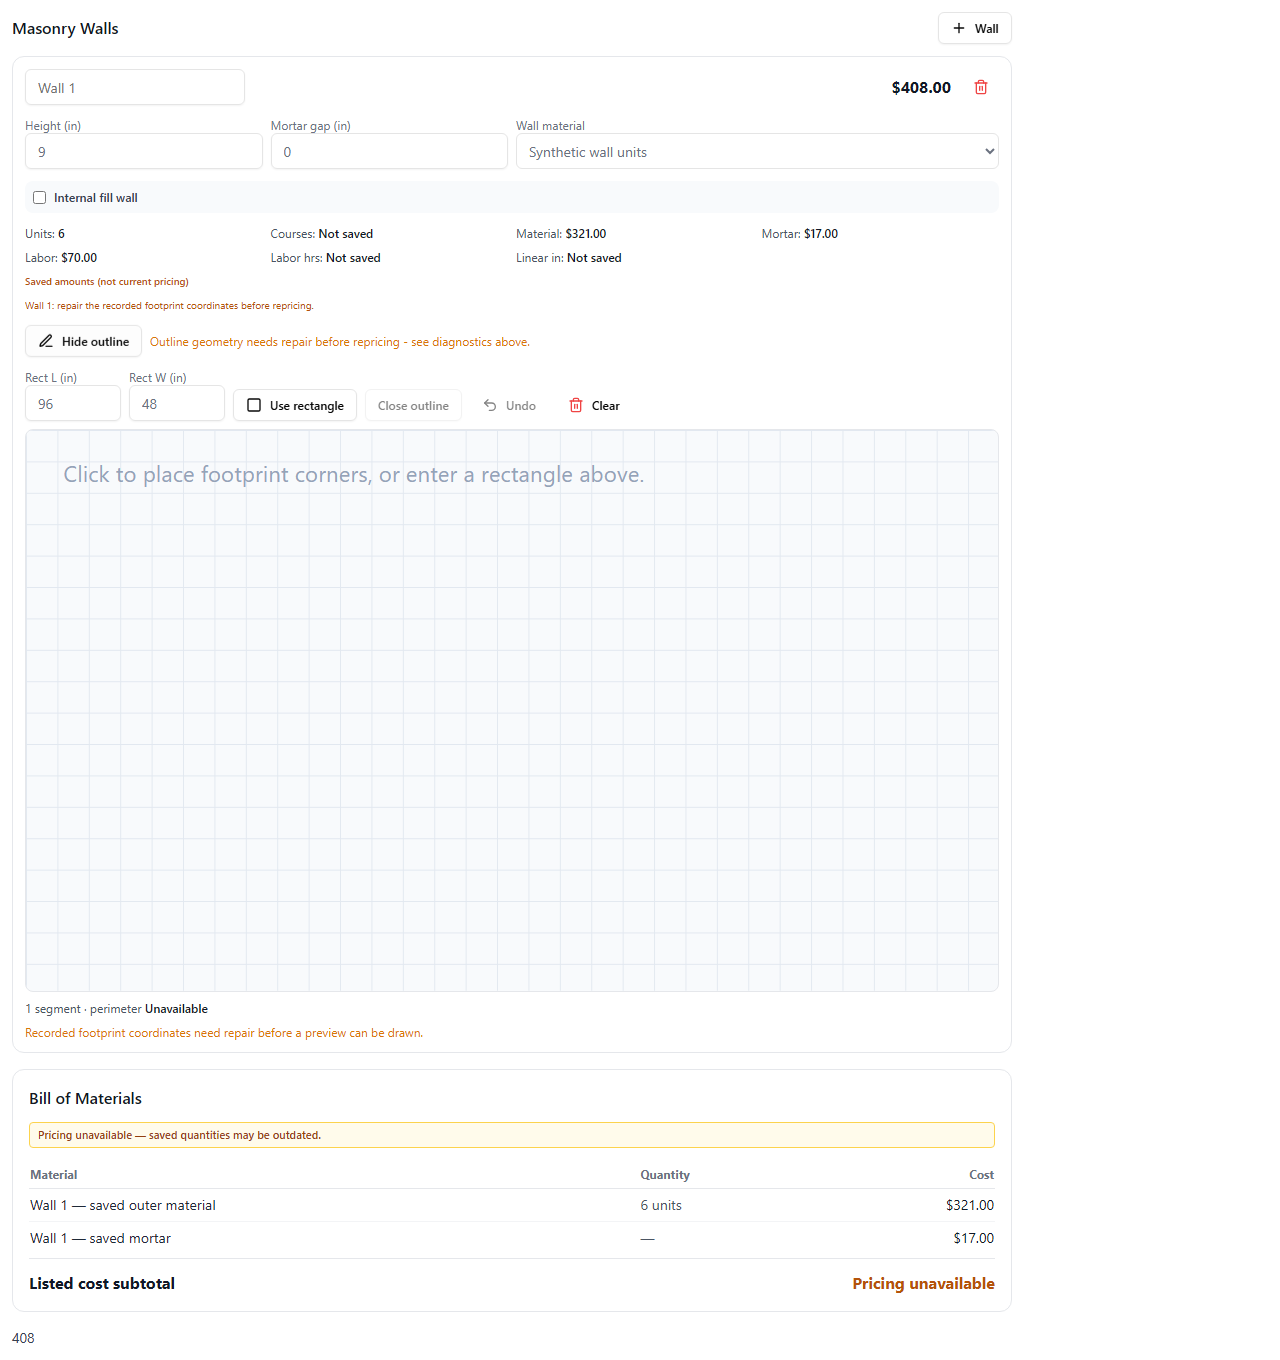 Masonry Walls
Wall
Wall 1
$408.00
Height (in)
Mortar gap (in)
Wall material
9
0
Synthetic wall units
Internal fill wall
Units: 6
Courses: Not saved
Material: $321.00
Mortar: $17.00
Labor: $70.00
Labor hrs: Not saved
Linear in: Not saved
Saved amounts (not current pricing)
Wall 1: repair the recorded footprint coordinates before repricing.
Hide outline
Outline geometry needs repair before repricing - see diagnostics above.
Rect L (in)
Rect W (in)
96
48
Use rectangle
Close outline
Undo
Clear
Click to place footprint corners, or enter a rectangle above.
1 segment · perimeter Unavailable
Recorded footprint coordinates need repair before a preview can be drawn.
Bill of Materials
Pricing unavailable — saved quantities may be outdated.
Material
Quantity
Cost
Wall 1 — saved outer material
6 units
$321.00
Wall 1 — saved mortar
—
$17.00
Listed cost subtotal
Pricing unavailable
408